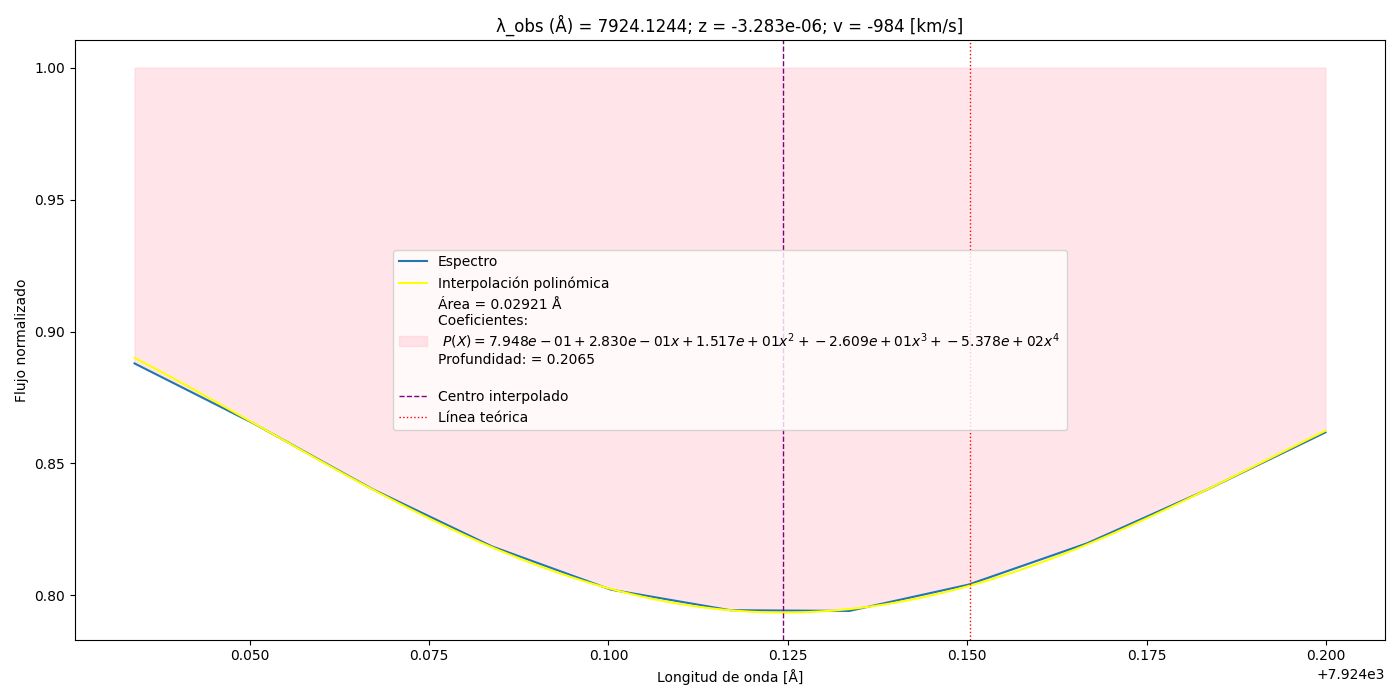 λ_obs (Å) = 7924.1244; z = -3.283e-06; v = -984 [km/s]
Flujo normalizado
1.00
0.95
0.90
0.85
0.80
Espectro
Interpolación polinómica
Área = 0.02921 Å
Coeficientes:
P(X) = 7.948e − 01 + 2.830e − 01x + 1.517e + 01x² + −2.609e + 01x³ + −5.378e + 02x⁴
Profundidad: = 0.2065
Centro interpolado
Línea teórica
0.050 0.075 0.100 0.125 0.150 0.175 0.200
+7.924e3
Longitud de onda [Å]